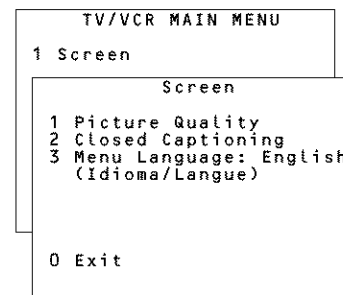 TV/VCR MAIN MENU
1 Screen
Screen
1 Picture Quality
2 Closed Captioning
3 Menu Language: English
(Idioma/Langue)
0 Exit